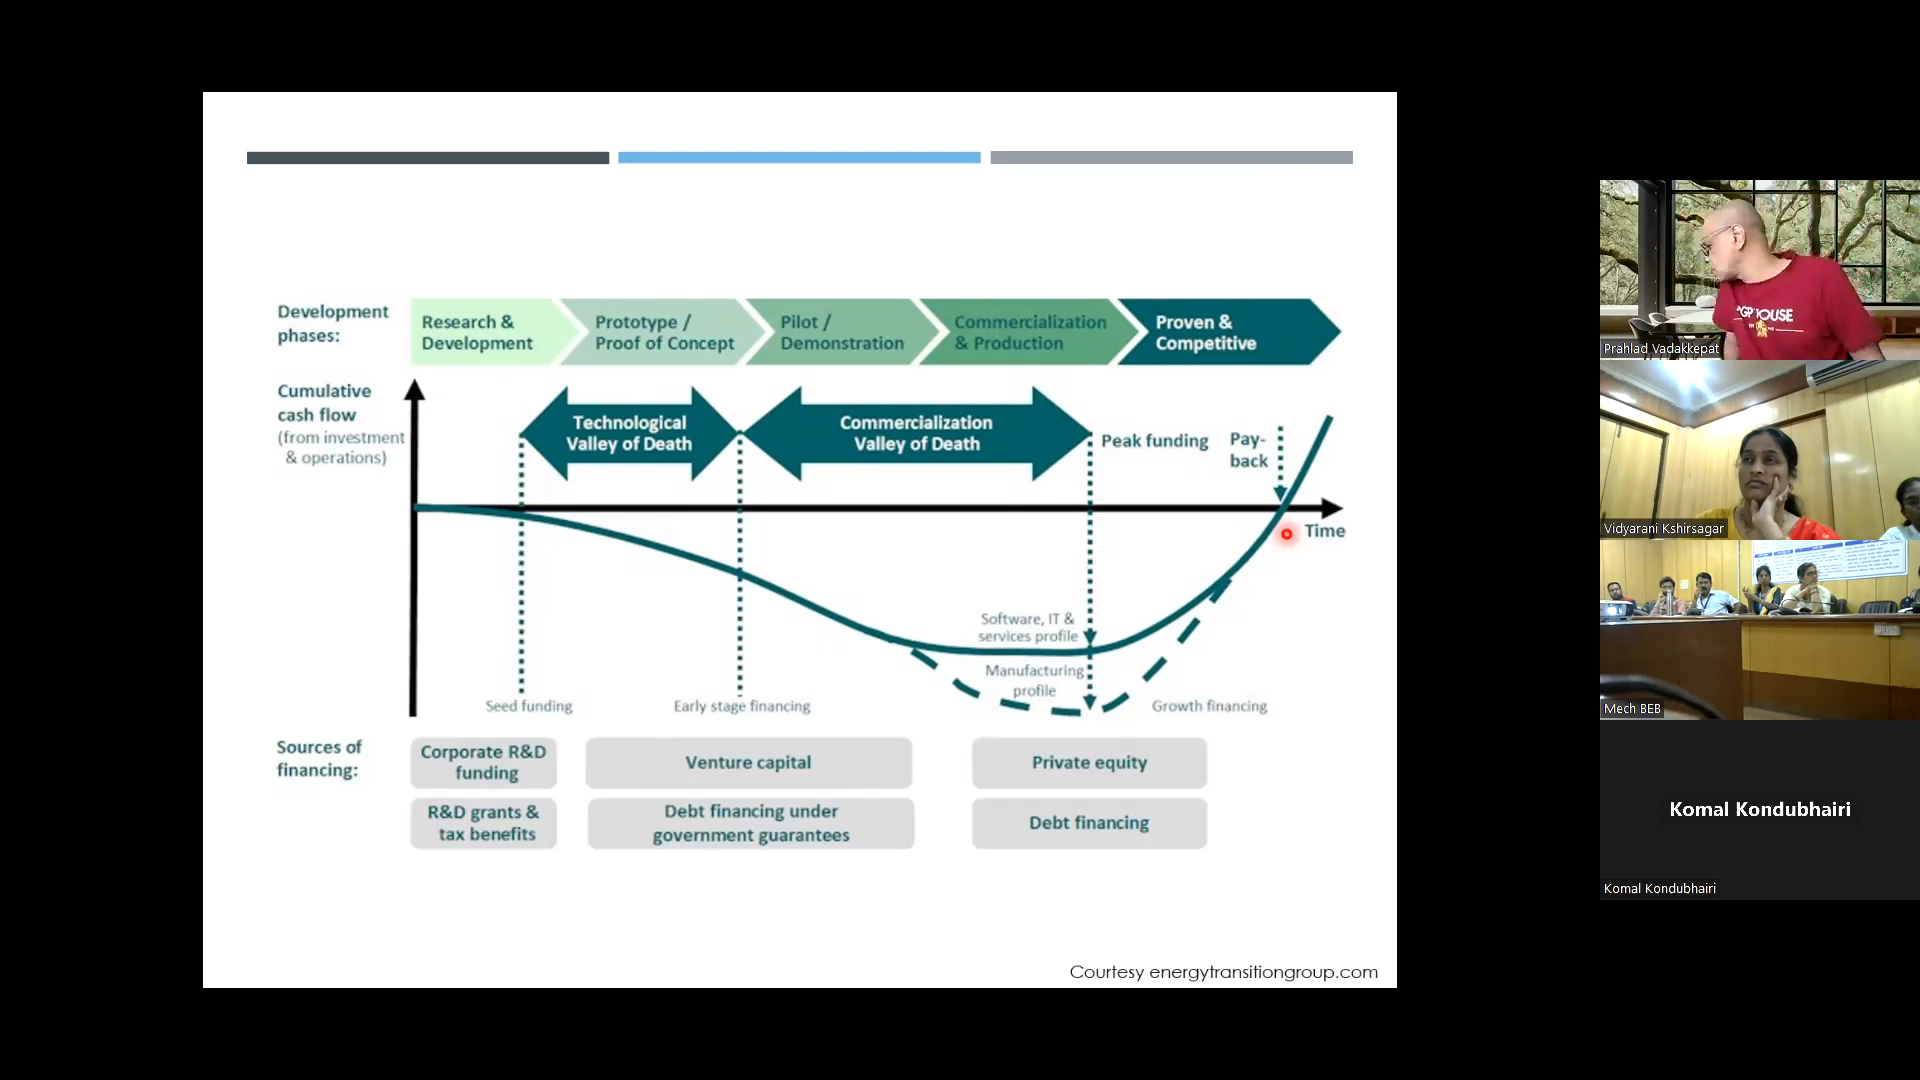 Development
phases:
Research &
Development
Prototype /
Proof of Concept
Pilot /
Demonstration
Commercialization
& Production
Proven &
Competitive
Cumulative
cash flow
(from investment
& operations)
Technological
Valley of Death
Commercialization
Valley of Death
Peak funding
Pay-
back
Time
Software, IT &
services profile
Manufacturing
profile
Seed funding
Early stage financing
Growth financing
Sources of
financing:
Corporate R&D
funding
Venture capital
Private equity
R&D grants &
tax benefits
Debt financing under
government guarantees
Debt financing
Courtesy energytransitiongroup.com
Prahlad Vadakkepat
Vidyarani Kshirsagar
Mech BEB
Komal Kondubhairi
Komal Kondubhairi